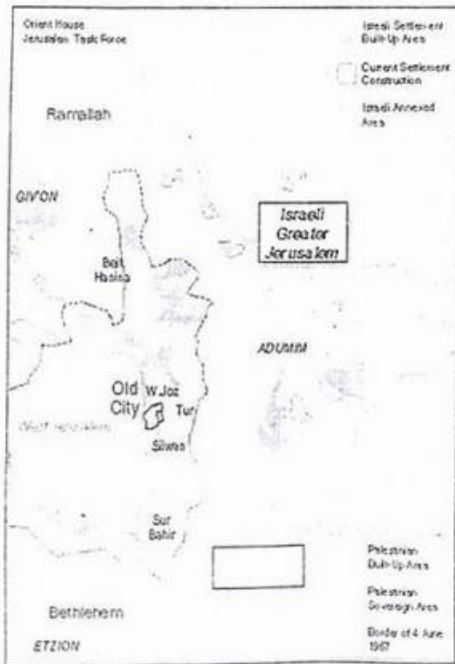 Orient House
Jerusalem Task Force
Israeli Settlement
Built-Up Area
Current Settlement
Construction
Israeli Annexed
Area
Ramallah
GIV'ON
Israeli
Greater
Jerusalem
Beit
Hanina
ADUMIM
Old
City
W.Joz
Tur
West Jerusalem
Silwan
Sur
Bahir
Palestinian
Built-Up Area
Palestinian
Sovereign Area
Bethlehem
Border of 4 June
1967
ETZION